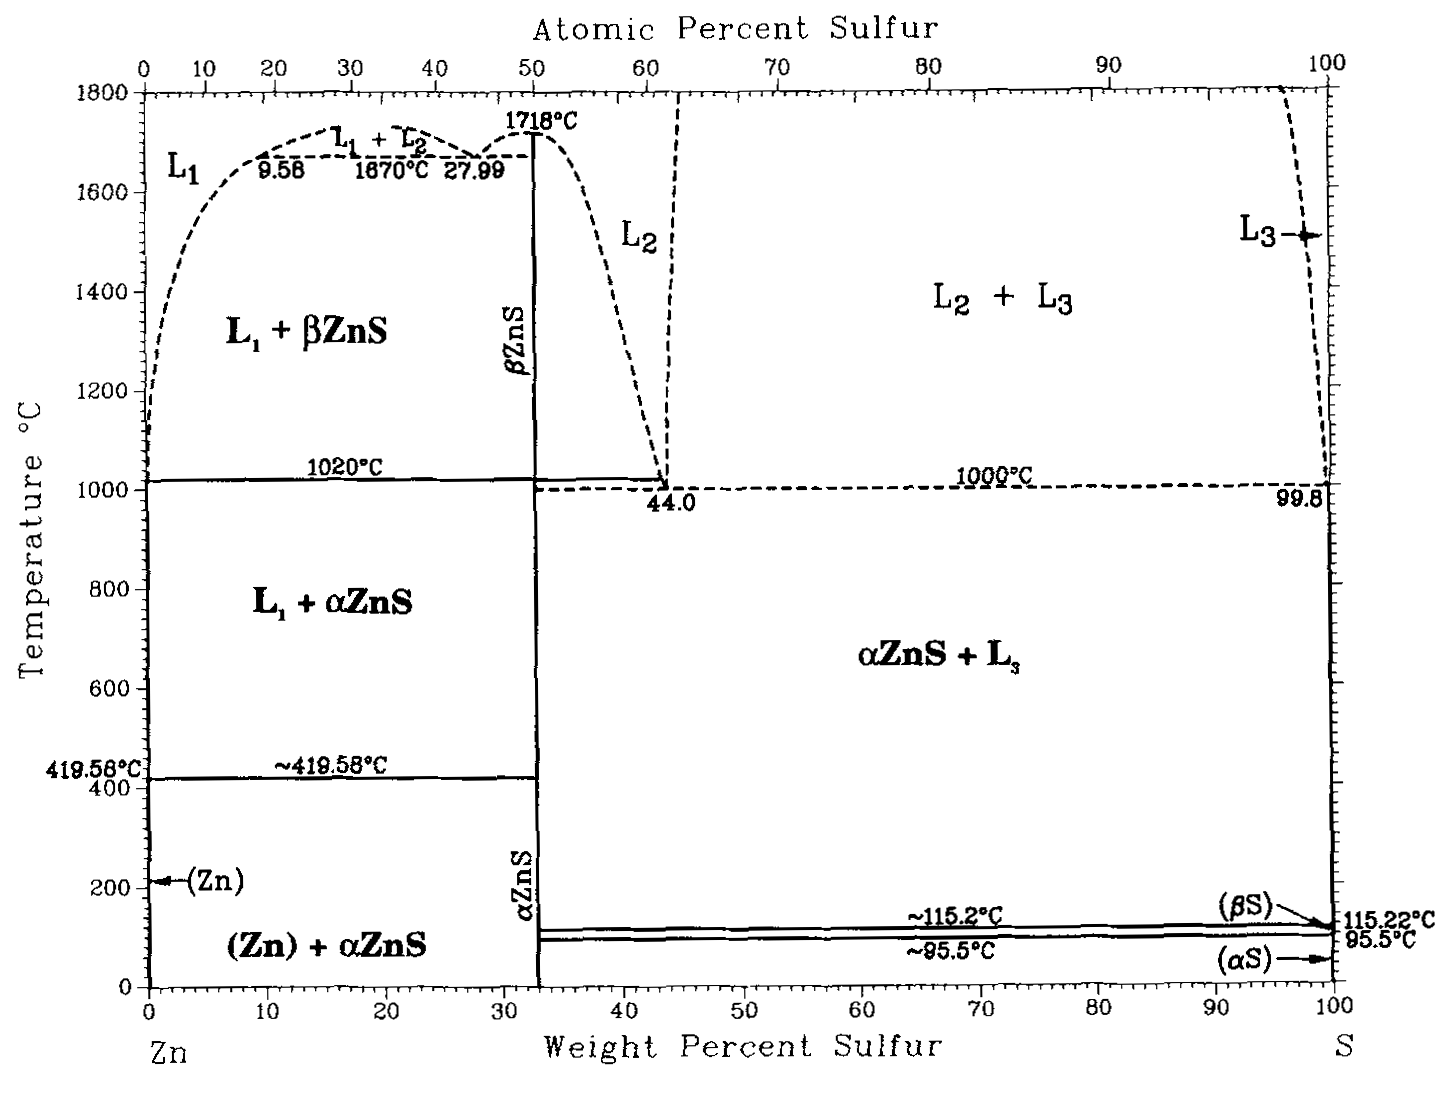 Atomic Percent Sulfur
0 10 20 30 40 50 60 70 80 90 100
1800
1718°C
L₁ + L₂
L₁
9.58 1670°C 27.99
1600
L₂
L₃
1400
L₂ + L₃
L₁ + βZnS
βZnS
1200
Temperature °C
1020°C
1000°C
1000
44.0
99.8
800
L₁ + αZnS
αZnS + L₃
600
419.58°C
~419.58°C
400
αZnS
200
(Zn)
(βS)
~115.2°C
115.22°C
(Zn) + αZnS
~95.5°C
95.5°C
(αS)
0
0 10 20 30 40 50 60 70 80 90 100
Zn
Weight Percent Sulfur
S